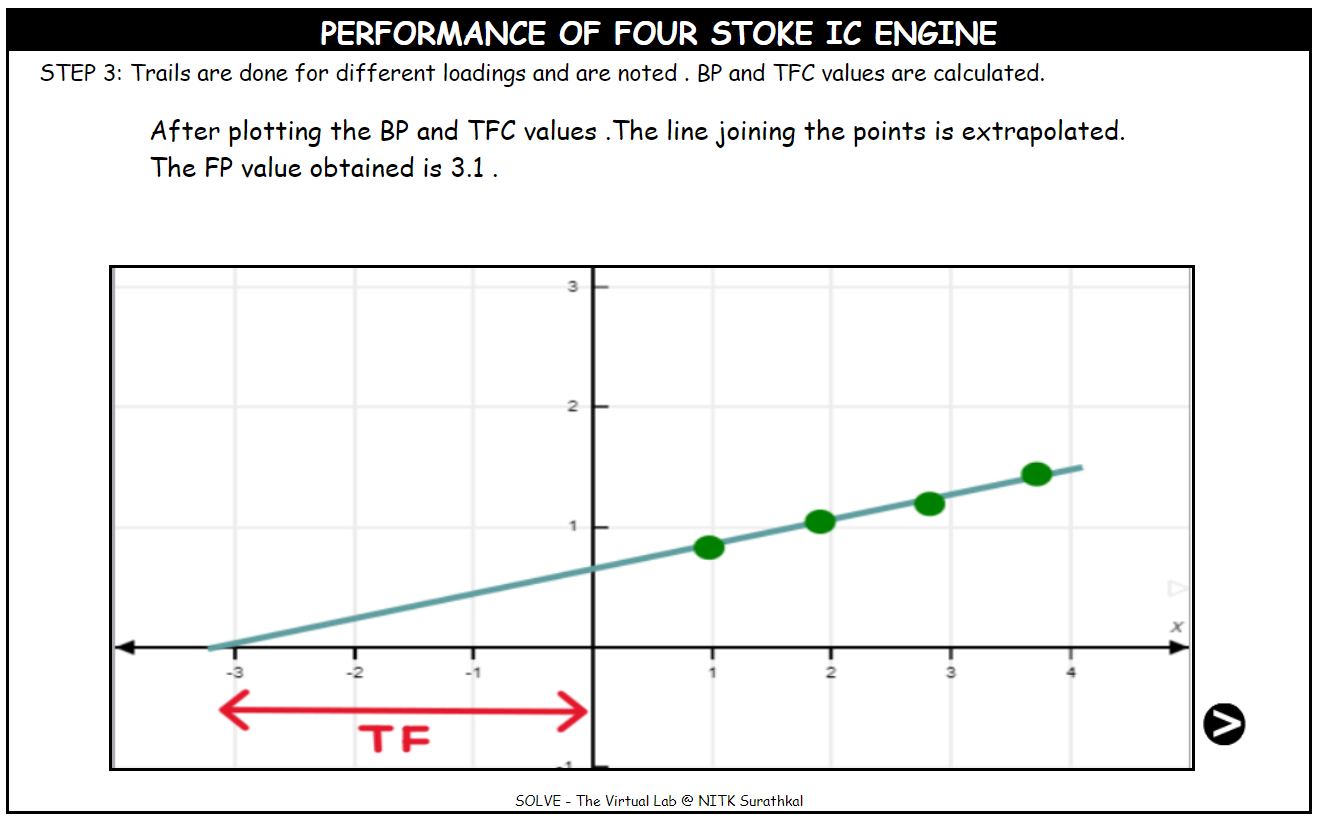 PERFORMANCE OF FOUR STOKE IC ENGINE
STEP 3: Trails are done for different loadings and are noted . BP and TFC values are calculated.
After plotting the BP and TFC values .The line joining the points is extrapolated.
The FP value obtained is 3.1 .
3
2
1
x
-3 -2 -1 1 2 3 4
TF
-1
SOLVE - The Virtual Lab @ NITK Surathkal